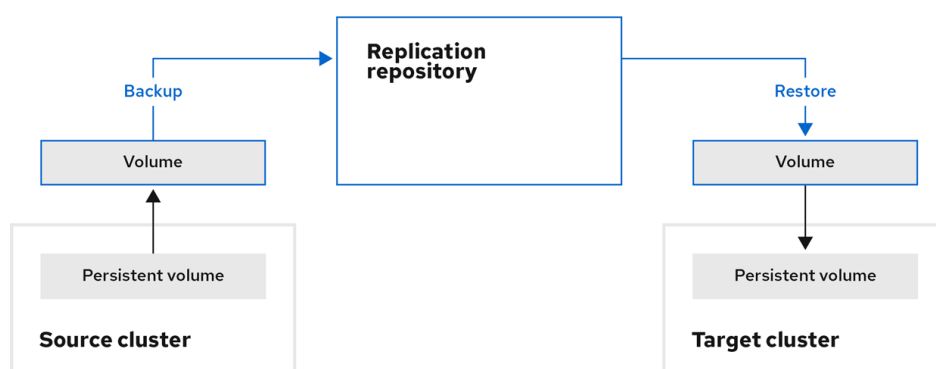 Replication
repository
Backup
Restore
Volume
Volume
Persistent volume
Persistent volume
Source cluster
Target cluster